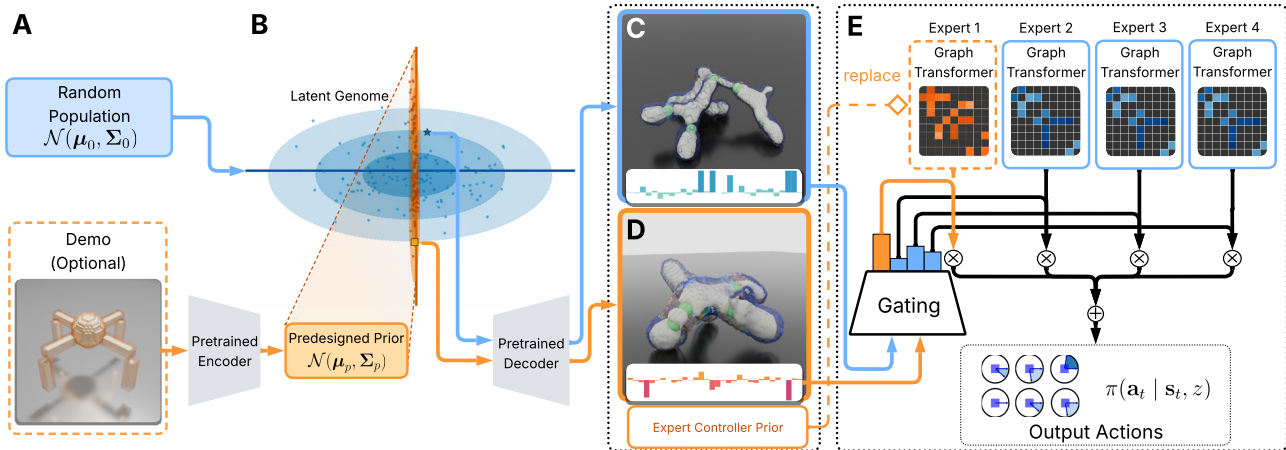 A
B
C
D
E
Random
Population
𝒩(μ₀, Σ₀)
Demo
(Optional)
Pretrained
Encoder
Latent Genome
Predesigned Prior
𝒩(μₚ, Σₚ)
Pretrained
Decoder
Expert Controller Prior
replace
Expert 1
Graph
Transformer
Expert 2
Graph
Transformer
Expert 3
Graph
Transformer
Expert 4
Graph
Transformer
Gating
π(aₜ | sₜ, z)
Output Actions